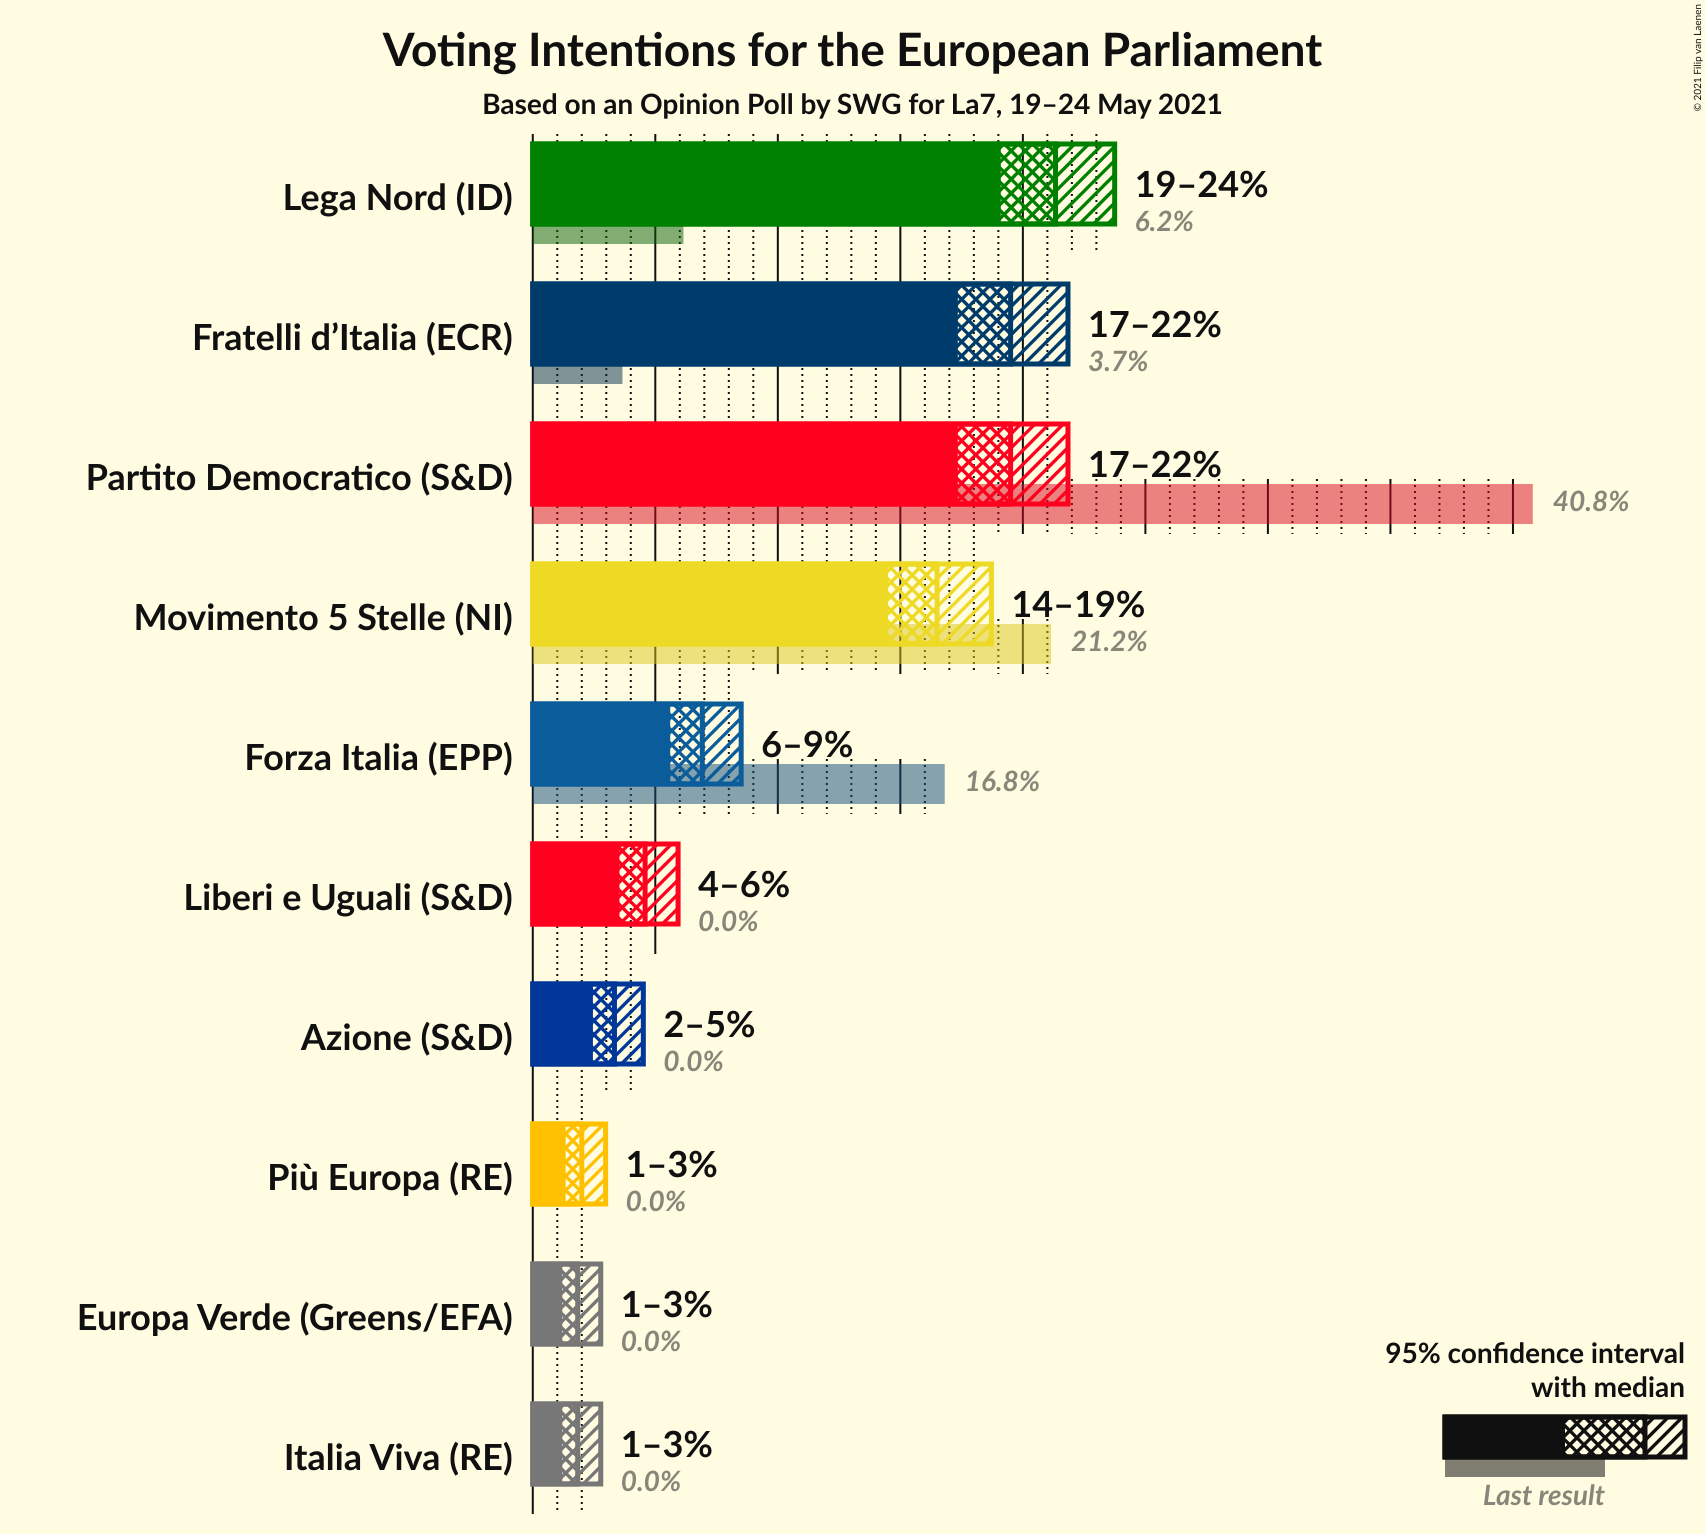 Voting Intentions for the European Parliament
Based on an Opinion Poll by SWG for La7, 19–24 May 2021
© 2021 Filip van Laenen
Lega Nord (ID)
19–24%
6.2%
Fratelli d’Italia (ECR)
17–22%
3.7%
Partito Democratico (S&D)
17–22%
40.8%
Movimento 5 Stelle (NI)
14–19%
21.2%
Forza Italia (EPP)
6–9%
16.8%
Liberi e Uguali (S&D)
4–6%
0.0%
Azione (S&D)
2–5%
0.0%
Più Europa (RE)
1–3%
0.0%
Europa Verde (Greens/EFA)
1–3%
0.0%
Italia Viva (RE)
1–3%
0.0%
95% confidence interval
with median
Last result